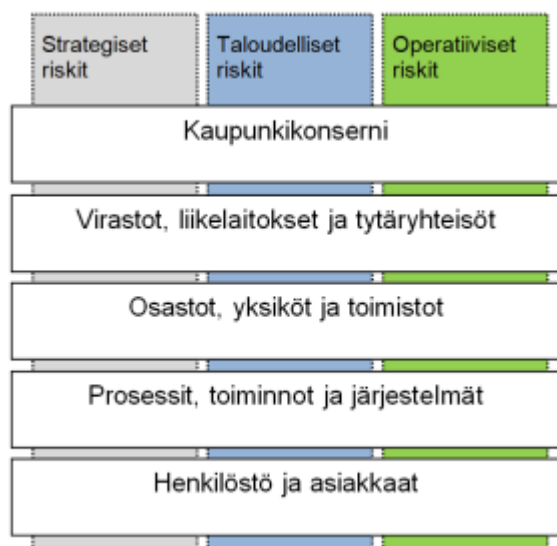 Strategiset
riskit
Taloudelliset
riskit
Operatiiviset
riskit
Kaupunkikonserni
Virastot, liikelaitokset ja tytäryhteisöt
Osastot, yksiköt ja toimistot
Prosessit, toiminnot ja järjestelmät
Henkilöstö ja asiakkaat